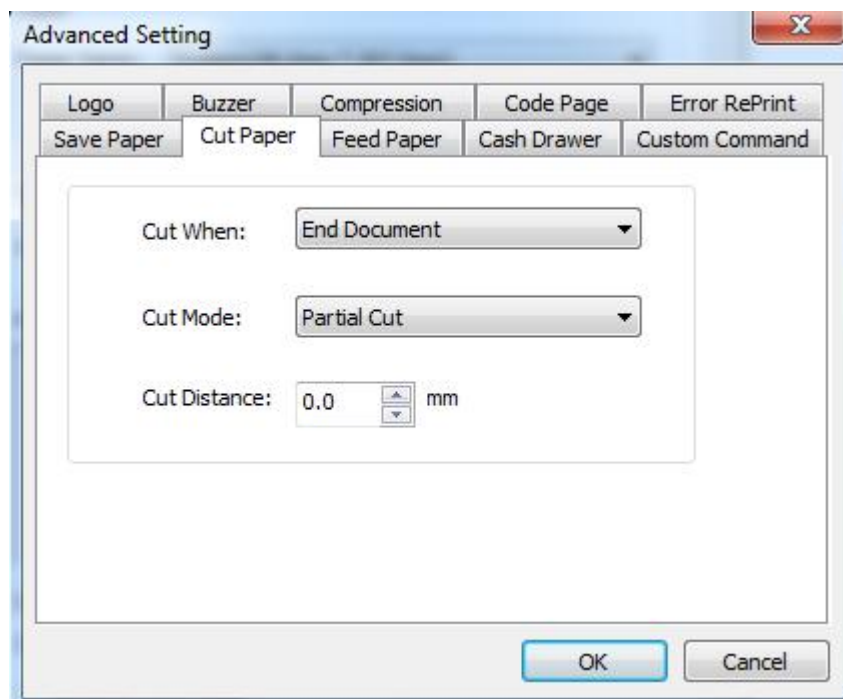 Advanced Setting
Logo Buzzer Compression Code Page Error RePrint
Save Paper Cut Paper Feed Paper Cash Drawer Custom Command
Cut When: End Document
Cut Mode: Partial Cut
Cut Distance: 0.0 mm
OK Cancel